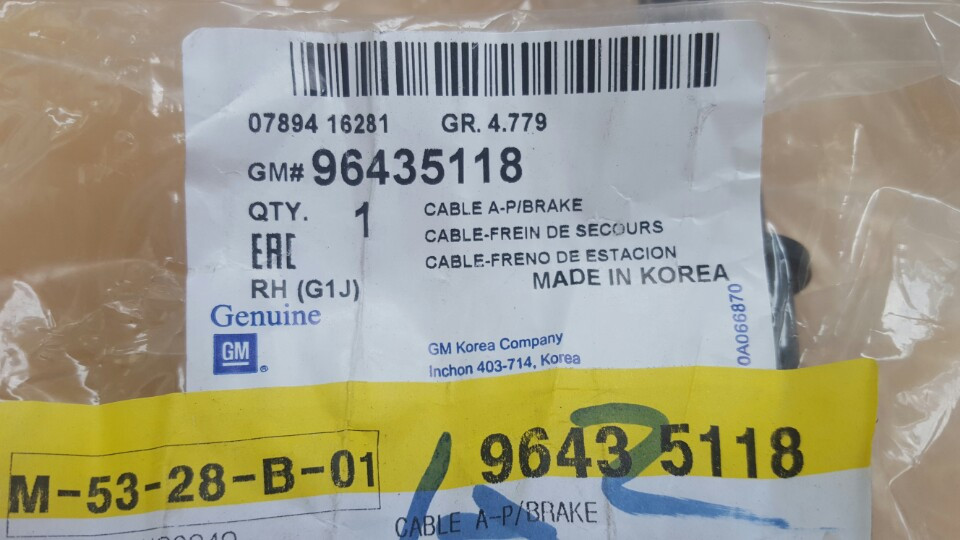 07894 16281 GR. 4.779
GM# 96435118
QTY. 1
CABLE A-P/BRAKE
CABLE-FREIN DE SECOURS
CABLE-FRENO DE ESTACION
EAC
RH (G1J)
MADE IN KOREA
Genuine
GM ®
GM Korea Company
Inchon 403-714, Korea
0A066870
96435118
M-53-28-B-01
CABLE A-P/BRAKE